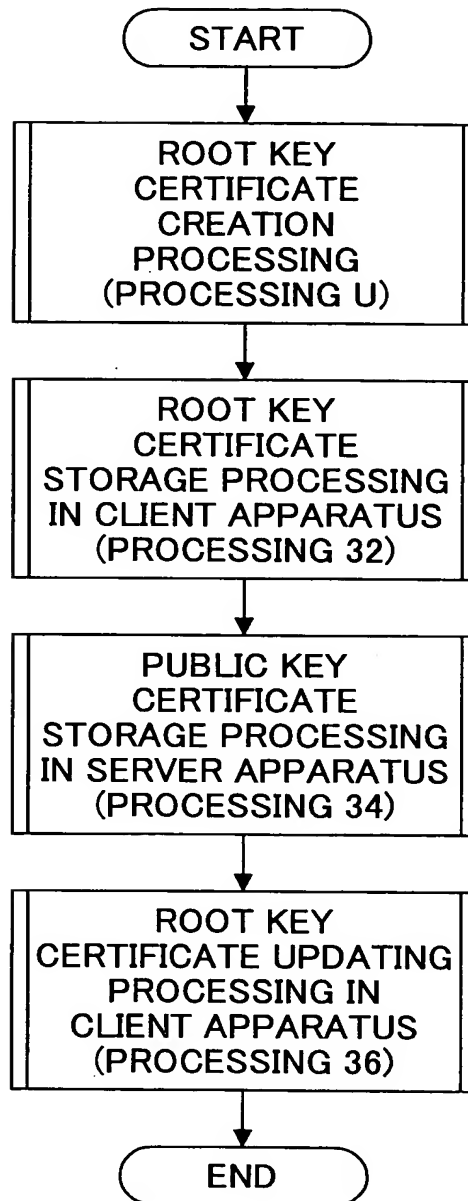 START
ROOT KEY
CERTIFICATE
CREATION
PROCESSING
(PROCESSING U)
ROOT KEY
CERTIFICATE
STORAGE PROCESSING
IN CLIENT APPARATUS
(PROCESSING 32)
PUBLIC KEY
CERTIFICATE
STORAGE PROCESSING
IN SERVER APPARATUS
(PROCESSING 34)
ROOT KEY
CERTIFICATE UPDATING
PROCESSING IN
CLIENT APPARATUS
(PROCESSING 36)
END